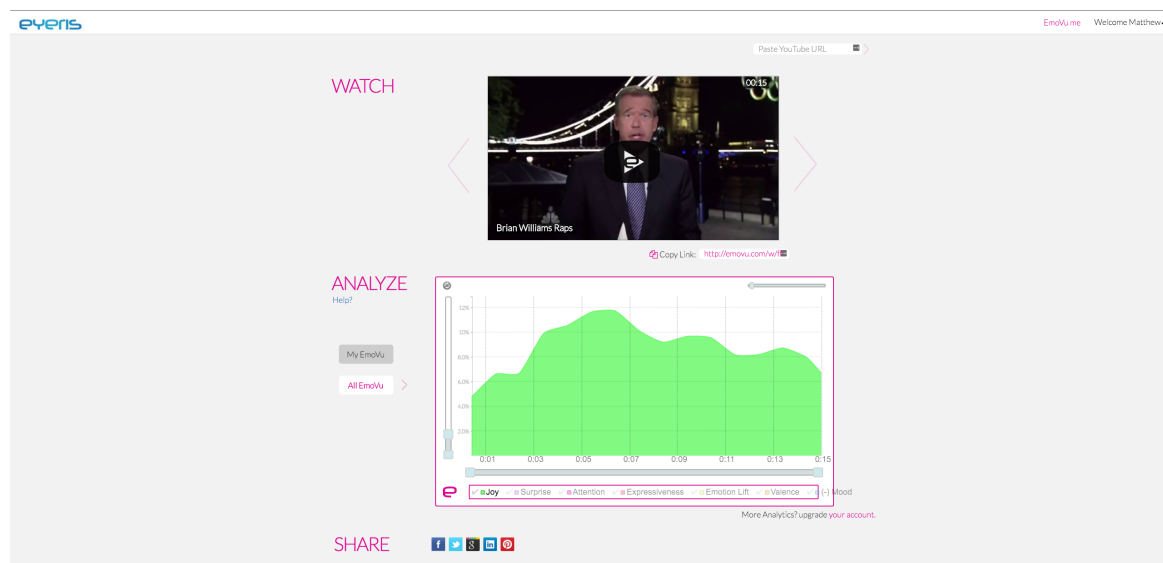 eyeris
EmoVu me Welcome Matthew
Paste YouTube URL
WATCH
00:15
Brian Williams Raps
Copy Link: http://emovu.com/w/
ANALYZE
Help?
My EmoVu
All EmoVu
12%
10%
8.0%
6.0%
4.0%
2.0%
0:01 0:03 0:05 0:07 0:09 0:11 0:13 0:15
Joy Surprise Attention Expressiveness Emotion Lift Valence (-) Mood
More Analytics? upgrade your account.
SHARE